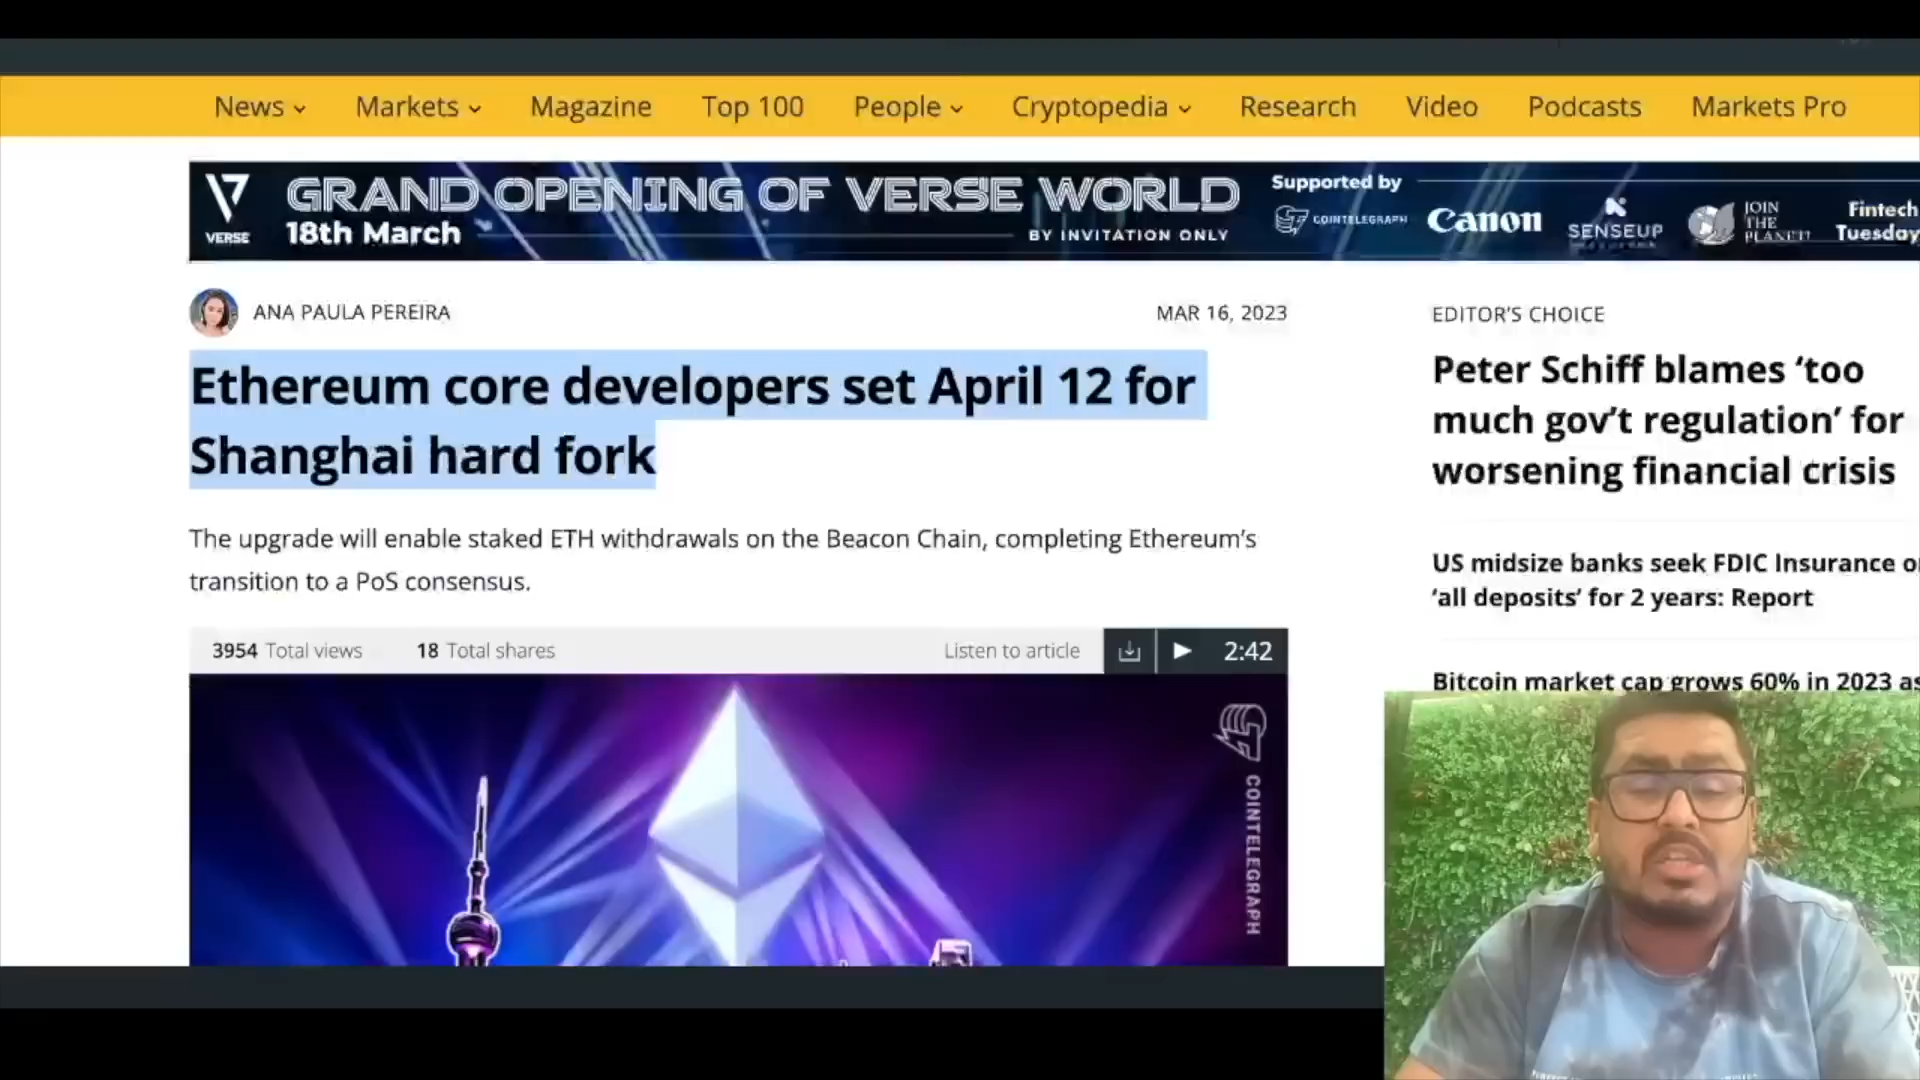 News
Markets
Magazine
Top 100
People
Cryptopedia
Research
Video
Podcasts
Markets Pro
VERSE
GRAND OPENING OF VERSE WORLD
18th March
BY INVITATION ONLY
Supported by
COINTELEGRAPH
Canon
SENSEUP
JOIN
THE
PLANET!
Fintech
Tuesday
ANA PAULA PEREIRA
MAR 16, 2023
Ethereum core developers set April 12 for
Shanghai hard fork
The upgrade will enable staked ETH withdrawals on the Beacon Chain, completing Ethereum’s
transition to a PoS consensus.
3954 Total views
18 Total shares
Listen to article
2:42
COINTELEGRAPH
EDITOR’S CHOICE
Peter Schiff blames ‘too
much gov’t regulation’ for
worsening financial crisis
US midsize banks seek FDIC Insurance
‘all deposits’ for 2 years: Report
Bitcoin market cap grows 60% in 2023